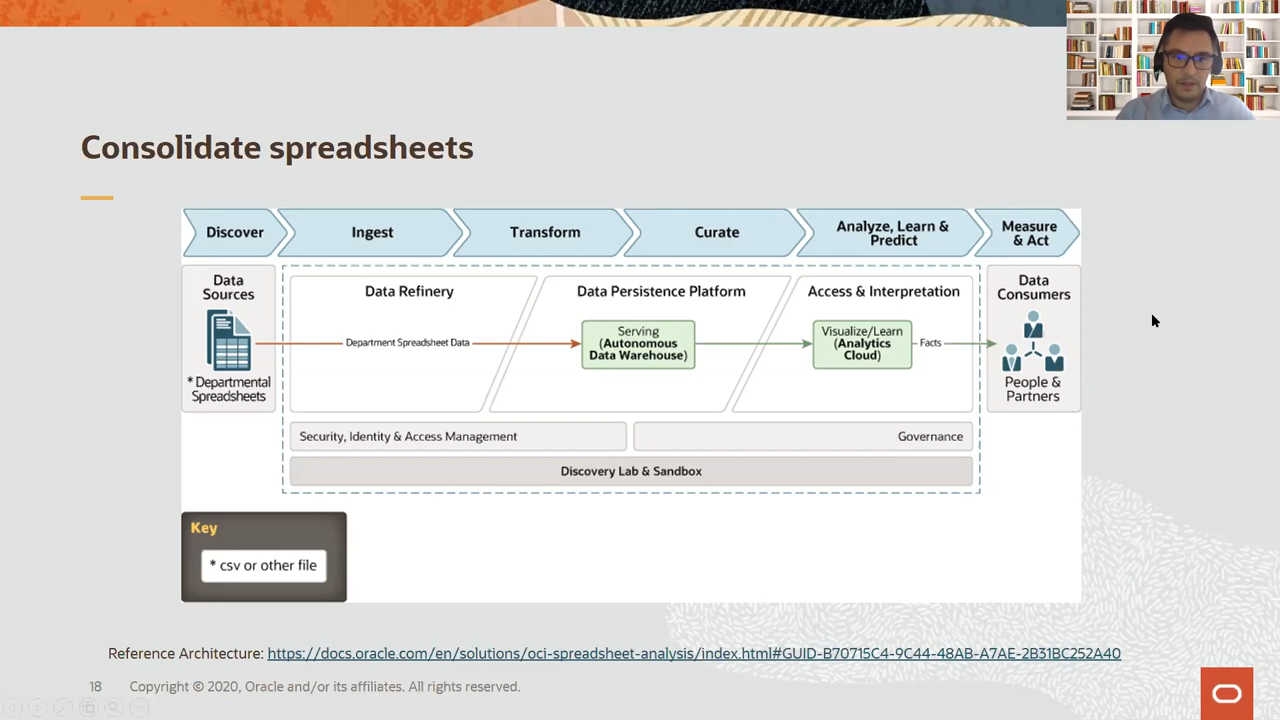 Consolidate spreadsheets
Discover
Ingest
Transform
Curate
Analyze, Learn &
Predict
Measure
& Act
Data
Sources
* Departmental
Spreadsheets
Data Refinery
Department Spreadsheet Data
Data Persistence Platform
Serving
(Autonomous
Data Warehouse)
Access & Interpretation
Visualize/Learn
(Analytics
Cloud)
Facts
Data
Consumers
People &
Partners
Security, Identity & Access Management
Governance
Discovery Lab & Sandbox
Key
* csv or other file
Reference Architecture: https://docs.oracle.com/en/solutions/oci-spreadsheet-analysis/index.html#GUID-B70715C4-9C44-48AB-A7AE-2B31BC252A40
18 Copyright © 2020, Oracle and/or its affiliates. All rights reserved.